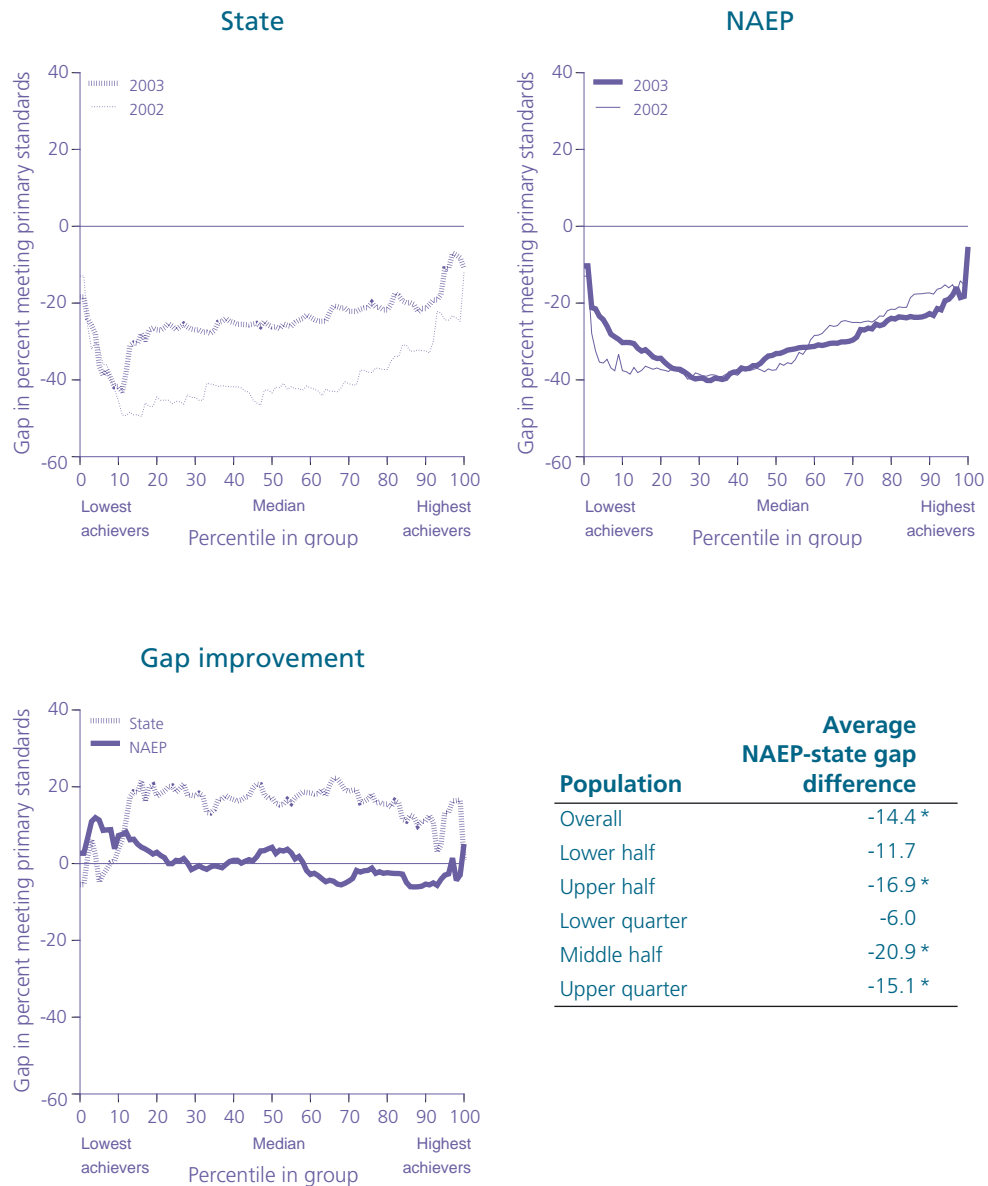 State
Gap in percent meeting primary standards
40
20
0
-20
-40
-60
2003
2002
0 10 20 30 40 50 60 70 80 90 100
Lowest achievers
Median
Highest achievers
Percentile in group
NAEP
Gap in percent meeting primary standards
40
20
0
-20
-40
-60
2003
2002
0 10 20 30 40 50 60 70 80 90 100
Lowest achievers
Median
Highest achievers
Percentile in group
Gap improvement
Gap in percent meeting primary standards
40
20
0
-20
-40
-60
State
NAEP
0 10 20 30 40 50 60 70 80 90 100
Lowest achievers
Median
Highest achievers
Percentile in group
Average
NAEP-state gap
Population difference
Overall -14.4 *
Lower half -11.7
Upper half -16.9 *
Lower quarter -6.0
Middle half -20.9 *
Upper quarter -15.1 *